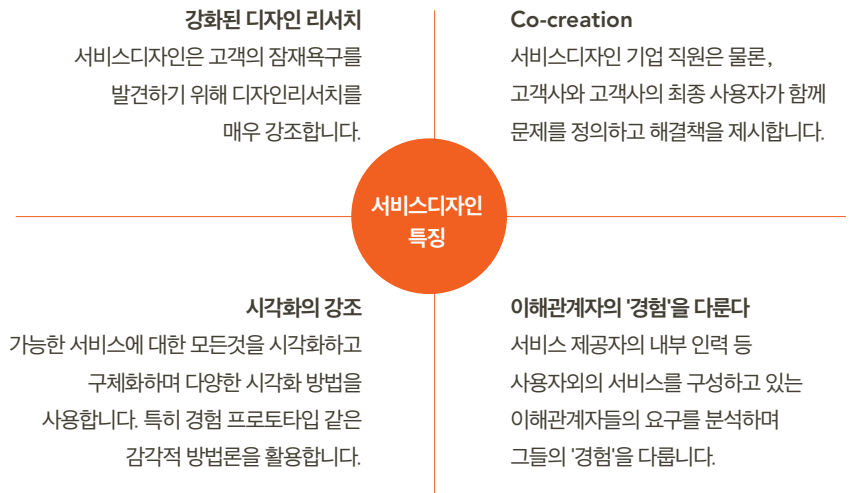 강화된 디자인 리서치
서비스디자인은 고객의 잠재욕구를
발견하기 위해 디자인리서치를
매우 강조합니다.
Co-creation
서비스디자인 기업 직원은 물론,
고객사와 고객사의 최종 사용자가 함께
문제를 정의하고 해결책을 제시합니다.
서비스디자인
특징
시각화의 강조
가능한 서비스에 대한 모든것을 시각화하고
구체화하며 다양한 시각화 방법을
사용합니다. 특히 경험 프로토타입 같은
감각적 방법론을 활용합니다.
이해관계자의 '경험'을 다룬다
서비스 제공자의 내부 인력 등
사용자외의 서비스를 구성하고 있는
이해관계자들의 요구를 분석하며
그들의 '경험'을 다룹니다.